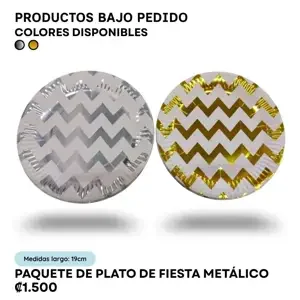 PRODUCTOS BAJO PEDIDO
COLORES DISPONIBLES
Medidas largo: 19cm
PAQUETE DE PLATO DE FIESTA METÁLICO
₡1.500